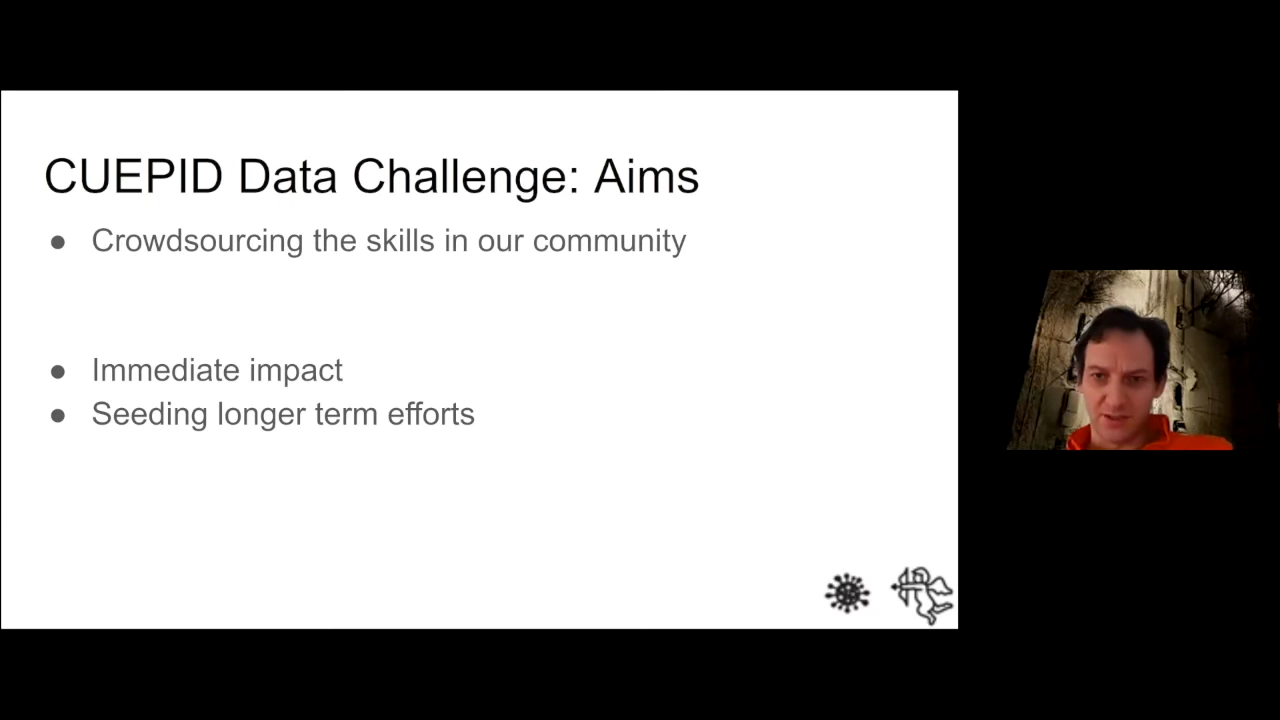 CUEPID Data Challenge: Aims
● Crowdsourcing the skills in our community
● Immediate impact
● Seeding longer term efforts